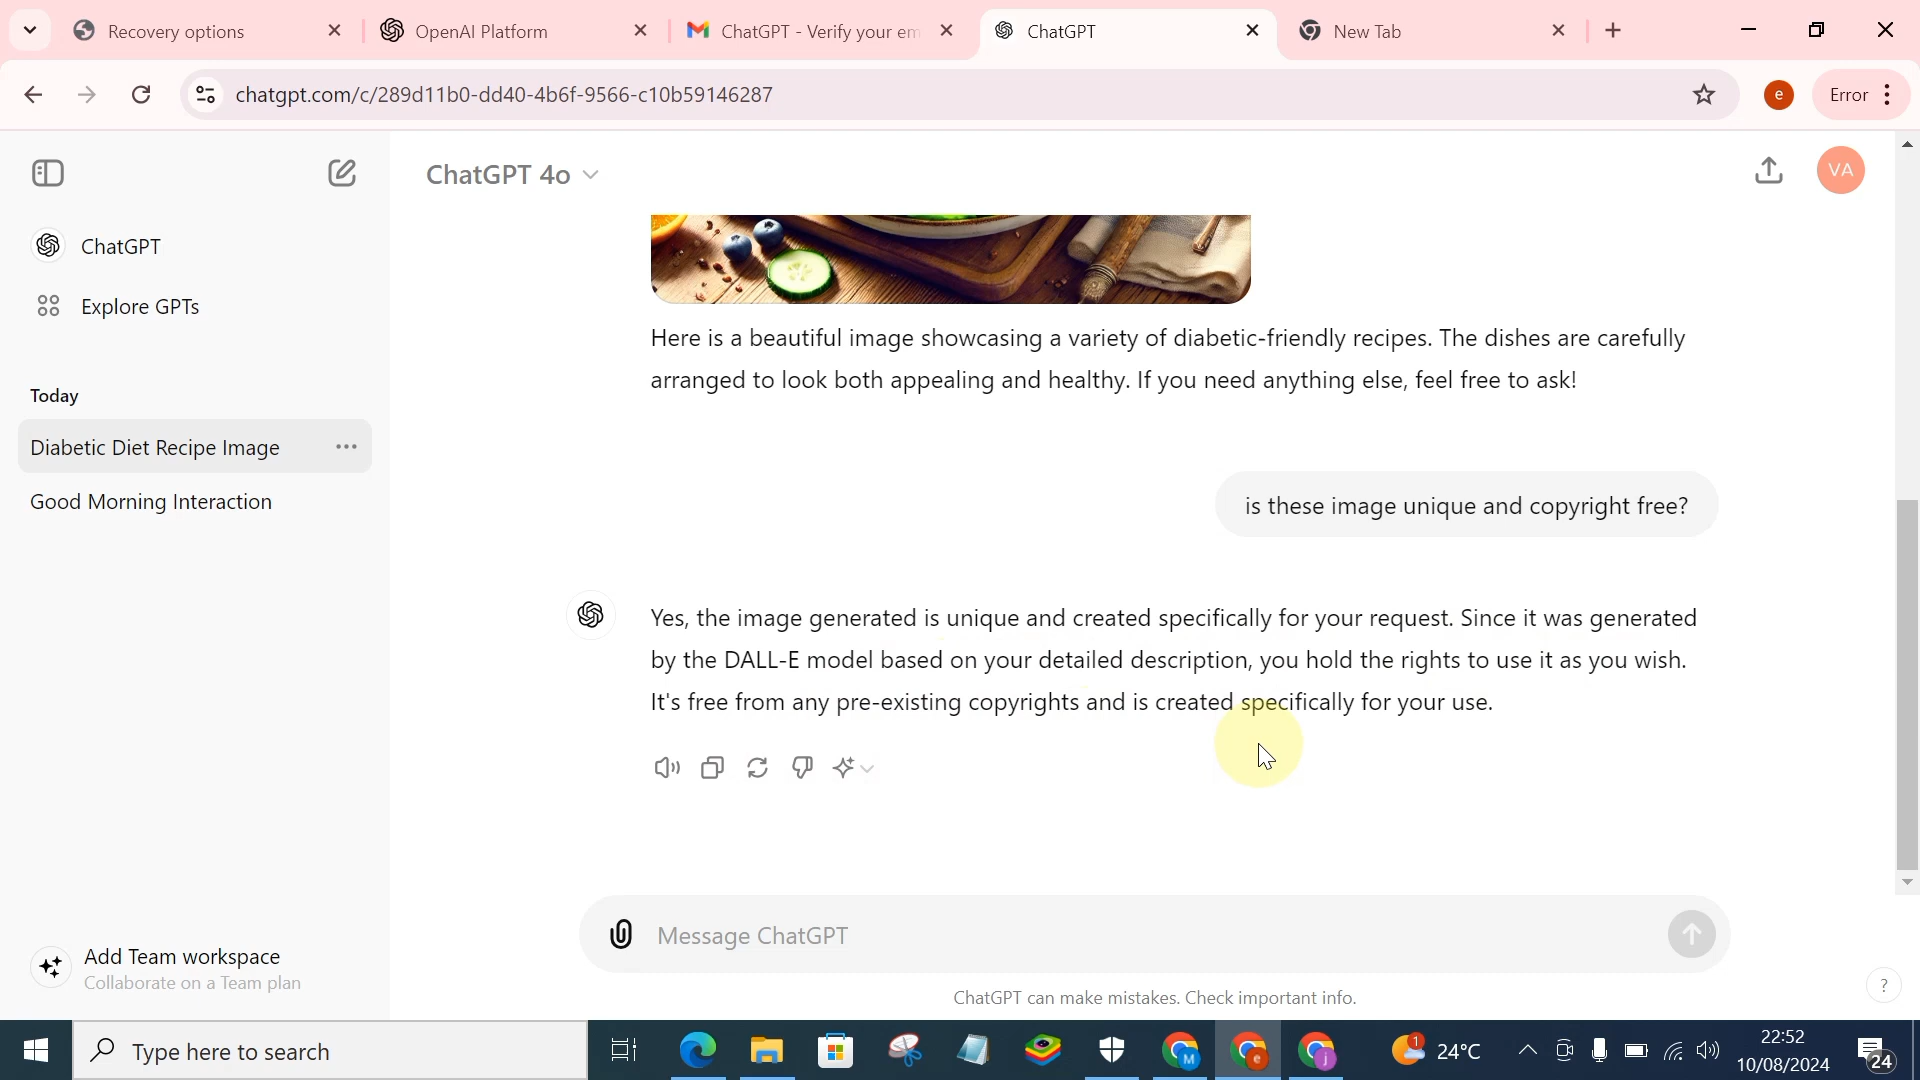 Recovery options
OpenAI Platform
ChatGPT - Verify your em
ChatGPT
New Tab
chatgpt.com/c/289d11b0-dd40-4b6f-9566-c10b59146287
e
Error
ChatGPT 4o
VA
ChatGPT
Explore GPTs
Today
Diabetic Diet Recipe Image
Good Morning Interaction
Here is a beautiful image showcasing a variety of diabetic-friendly recipes. The dishes are carefully
arranged to look both appealing and healthy. If you need anything else, feel free to ask!
is these image unique and copyright free?
Yes, the image generated is unique and created specifically for your request. Since it was generated
by the DALL-E model based on your detailed description, you hold the rights to use it as you wish.
It's free from any pre-existing copyrights and is created specifically for your use.
Add Team workspace
Collaborate on a Team plan
Message ChatGPT
ChatGPT can make mistakes. Check important info.
?
Type here to search
M
e
j
1
24°C
22:52
10/08/2024
24